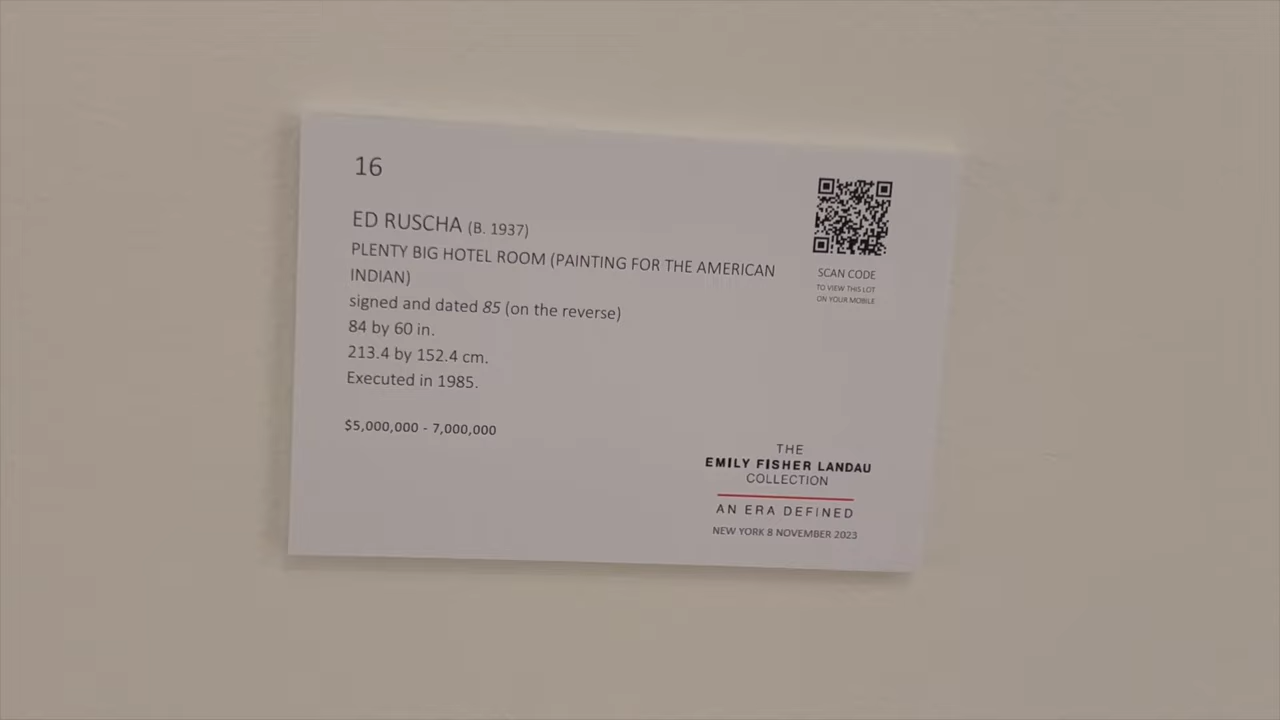 16
ED RUSCHA (B. 1937)
PLENTY BIG HOTEL ROOM (PAINTING FOR THE AMERICAN
INDIAN)
signed and dated 85 (on the reverse)
84 by 60 in.
213.4 by 152.4 cm.
Executed in 1985.
$5,000,000 - 7,000,000
SCAN CODE
TO VIEW THIS LOT
ON YOUR MOBILE
THE
EMILY FISHER LANDAU
COLLECTION
AN ERA DEFINED
NEW YORK 8 NOVEMBER 2023